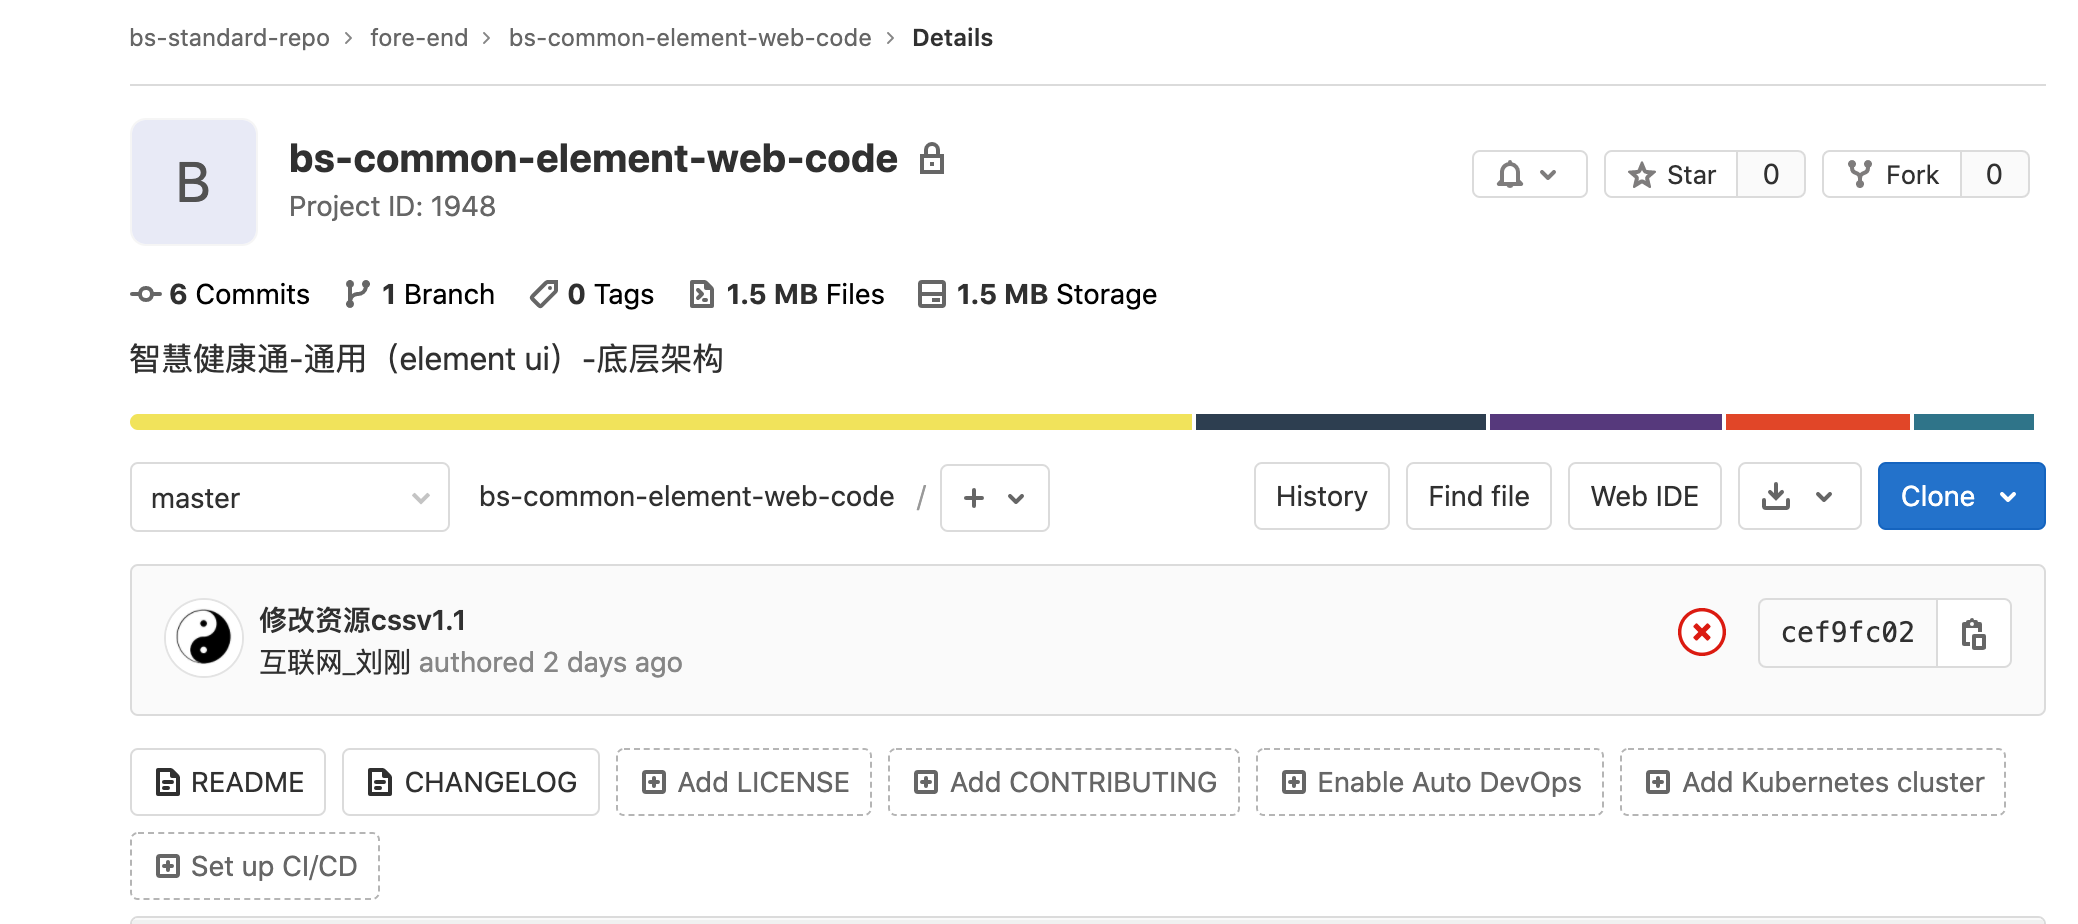 bs-standard-repo > fore-end > bs-common-element-web-code > Details
B
bs-common-element-web-code
Project ID: 1948
Star 0 Fork 0
6 Commits 1 Branch 0 Tags 1.5 MB Files 1.5 MB Storage
智慧健康通-通用（element ui）-底层架构
master bs-common-element-web-code / + History Find file Web IDE Clone
修改资源cssv1.1
互联网_刘刚 authored 2 days ago
cef9fc02
README CHANGELOG Add LICENSE Add CONTRIBUTING Enable Auto DevOps Add Kubernetes cluster
Set up CI/CD